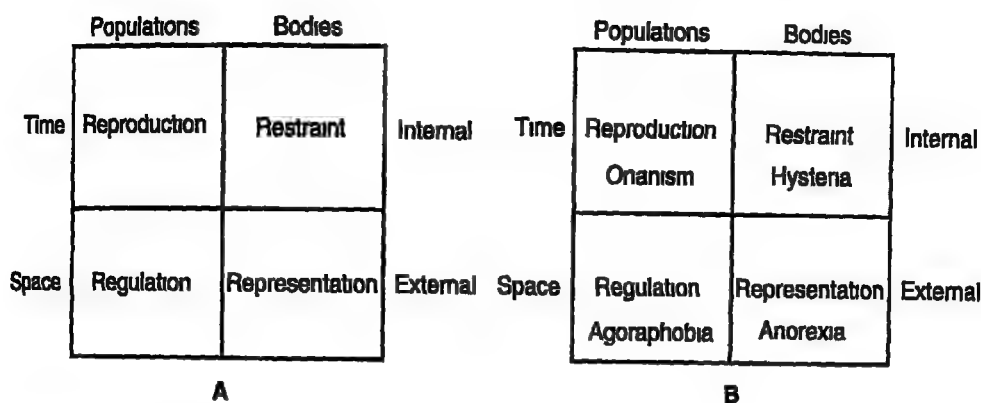 Populations Bodies
Time Reproduction Restraint Internal
Space Regulation Representation External
A
Populations Bodies
Time Reproduction Restraint Internal
Onanism Hysteria
Space Regulation Representation External
Agoraphobia Anorexia
B